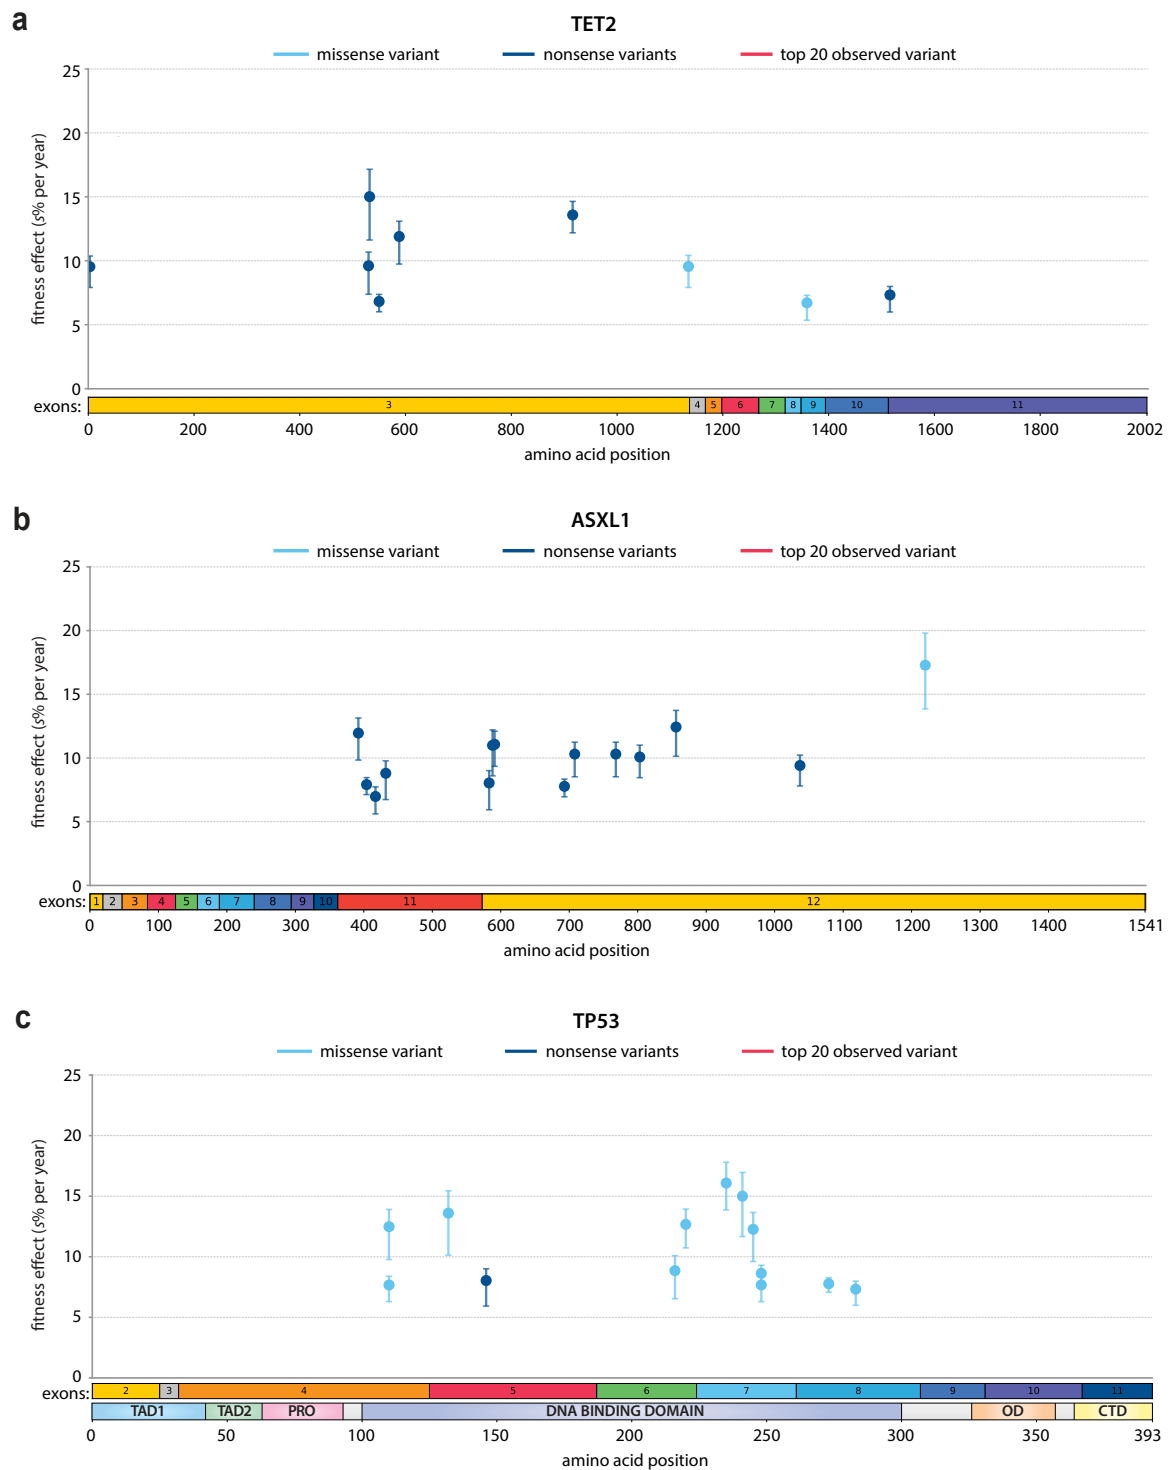 a
TET2
missense variant nonsense variants top 20 observed variant
25
20
15
10
5
0
fitness effect (s% per year)
exons: 3 4 5 6 7 8 9 10 11
0 200 400 600 800 1000 1200 1400 1600 1800 2002
amino acid position
b
ASXL1
missense variant nonsense variants top 20 observed variant
25
20
15
10
5
0
fitness effect (s% per year)
exons: 1 2 3 4 5 6 7 8 9 10 11 12
0 100 200 300 400 500 600 700 800 900 1000 1100 1200 1300 1400 1541
amino acid position
c
TP53
missense variant nonsense variants top 20 observed variant
25
20
15
10
5
0
fitness effect (s% per year)
exons: 2 3 4 5 6 7 8 9 10 11
TAD1 TAD2 PRO DNA BINDING DOMAIN OD CTD
0 50 100 150 200 250 300 350 393
amino acid position